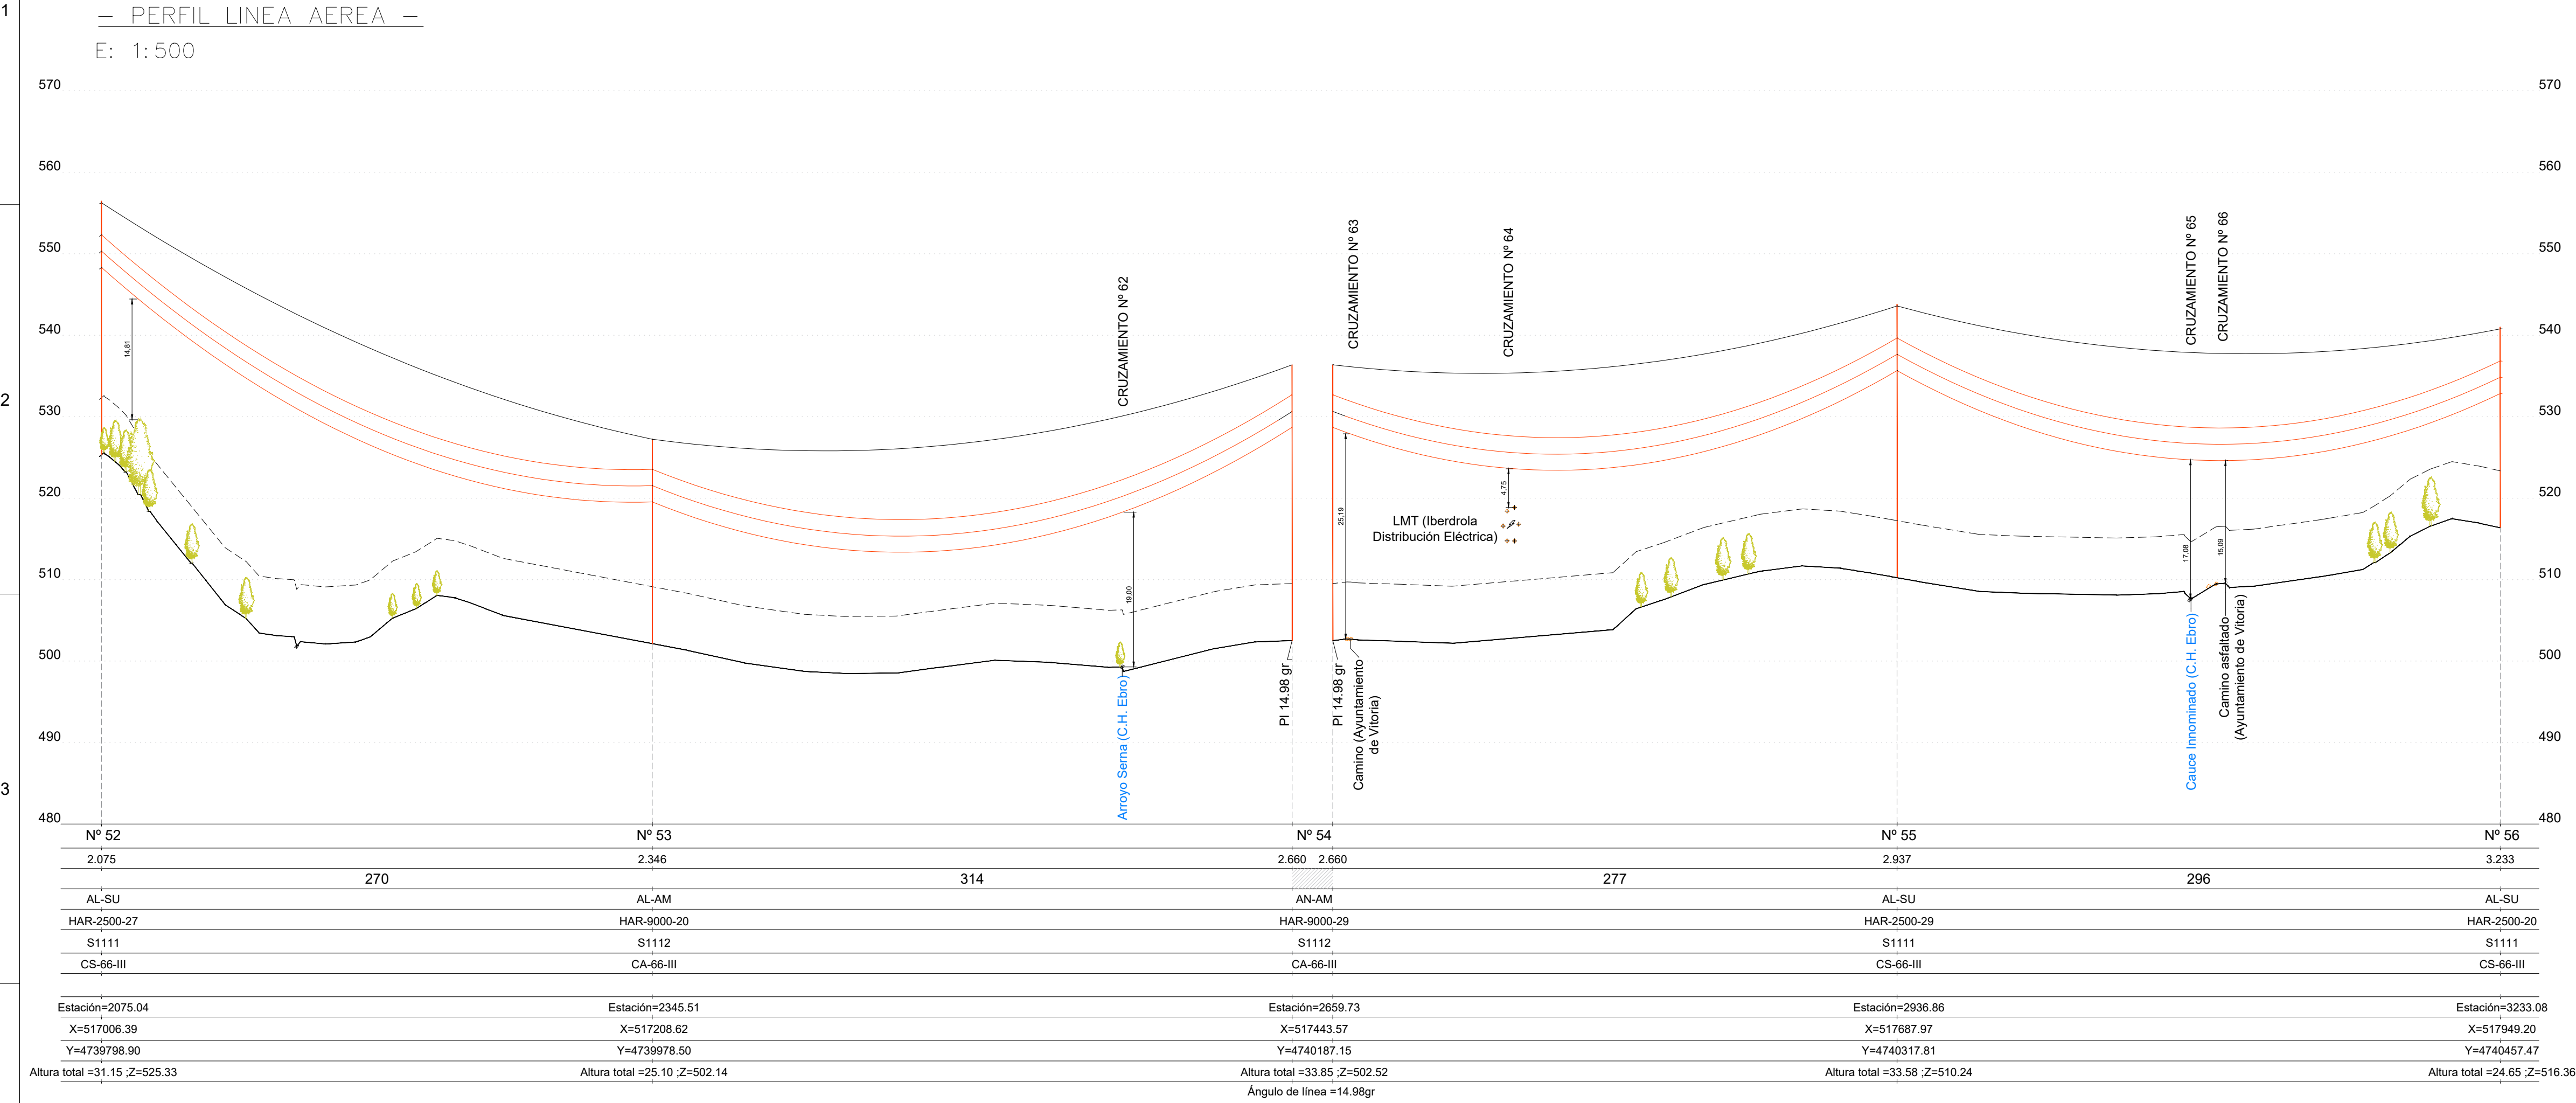 — PERFIL LINEA AEREA —
E: 1:500
1
2
3
570
570
560
560
550
550
540
540
530
530
520
520
510
510
500
500
490
490
480
480
14,81
CRUZAMIENTO Nº 62
19,00
Arroyo Serna (C.H. Ebro)
PI 14.98 gr
PI 14.98 gr
CRUZAMIENTO Nº 63
25,19
Camino (Ayuntamiento
de Vitoria)
CRUZAMIENTO Nº 64
4,75
LMT (Iberdrola
Distribución Eléctrica)
CRUZAMIENTO Nº 65
17,08
Cauce Innominado (C.H. Ebro)
CRUZAMIENTO Nº 66
15,09
Camino asfaltado
(Ayuntamiento de Vitoria)
Nº 52 Nº 53 Nº 54 Nº 55 Nº 56
2.075 2.346 2.660 2.660 2.937 3.233
270 314 277 296
AL-SU AL-AM AN-AM AL-SU AL-SU
HAR-2500-27 HAR-9000-20 HAR-9000-29 HAR-2500-29 HAR-2500-20
S1111 S1112 S1112 S1111 S1111
CS-66-III CA-66-III CA-66-III CS-66-III CS-66-III
Estación=2075.04 Estación=2345.51 Estación=2659.73 Estación=2936.86 Estación=3233.08
X=517006.39 X=517208.62 X=517443.57 X=517687.97 X=517949.20
Y=4739798.90 Y=4739978.50 Y=4740187.15 Y=4740317.81 Y=4740457.47
Altura total =31.15 ;Z=525.33 Altura total =25.10 ;Z=502.14 Altura total =33.85 ;Z=502.52 Altura total =33.58 ;Z=510.24 Altura total =24.65 ;Z=516.36
Ángulo de línea =14.98gr